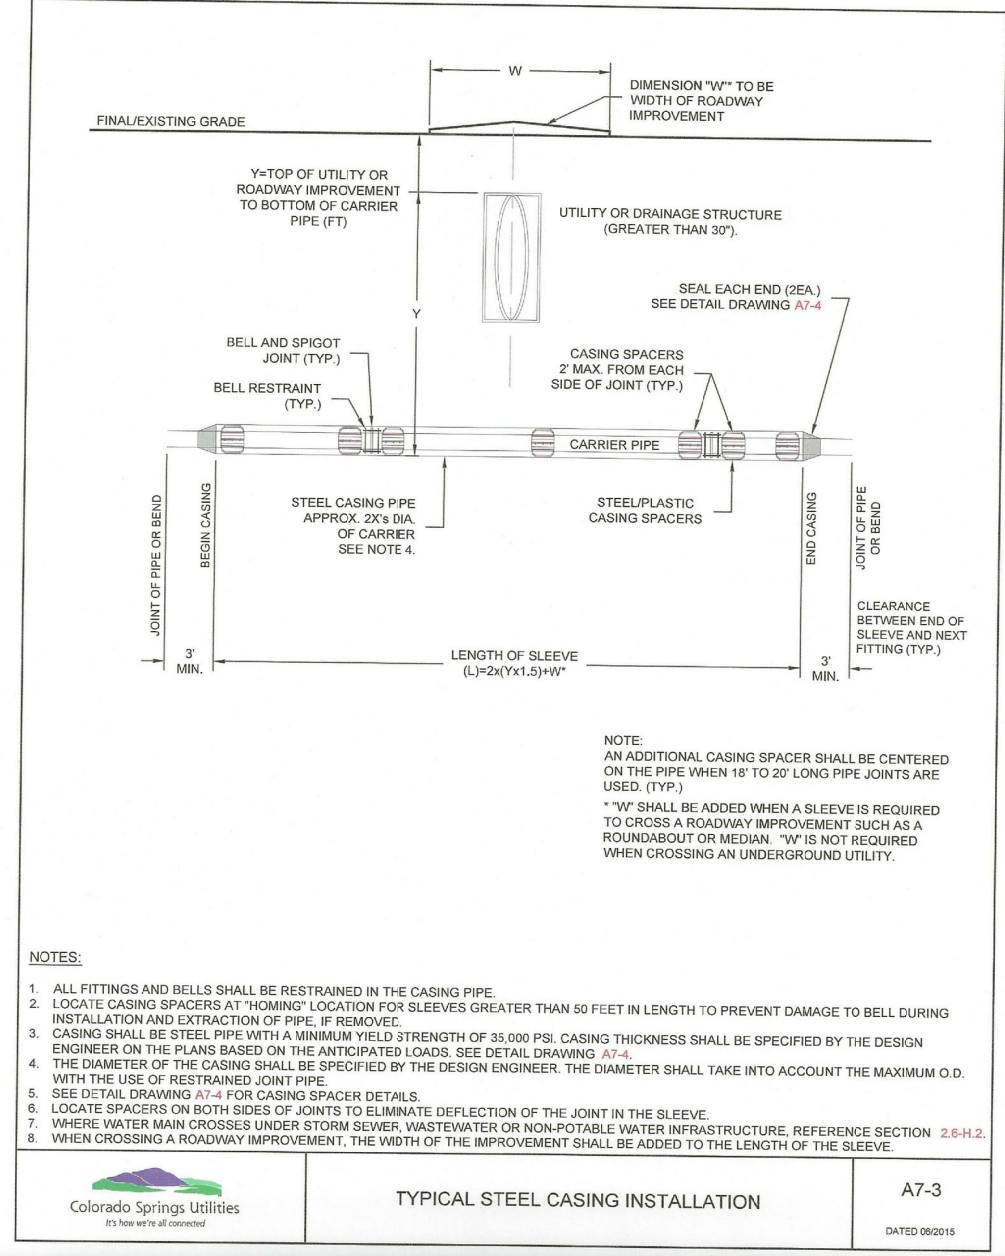 W
DIMENSION "W"* TO BE
WIDTH OF ROADWAY
IMPROVEMENT
FINAL/EXISTING GRADE
Y=TOP OF UTILITY OR
ROADWAY IMPROVEMENT
TO BOTTOM OF CARRIER
PIPE (FT)
UTILITY OR DRAINAGE STRUCTURE
(GREATER THAN 30").
SEAL EACH END (2EA.)
SEE DETAIL DRAWING A7-4
Y
BELL AND SPIGOT
JOINT (TYP.)
BELL RESTRAINT
(TYP.)
CASING SPACERS
2' MAX. FROM EACH
SIDE OF JOINT (TYP.)
CARRIER PIPE
STEEL CASING PIPE
APPROX. 2X's DIA.
OF CARRIER
SEE NOTE 4.
STEEL/PLASTIC
CASING SPACERS
JOINT OF PIPE OR BEND
BEGIN CASING
END CASING
JOINT OF PIPE
OR BEND
CLEARANCE
BETWEEN END OF
SLEEVE AND NEXT
FITTING (TYP.)
3'
MIN.
LENGTH OF SLEEVE
(L)=2x(Yx1.5)+W*
3'
MIN.
NOTE:
AN ADDITIONAL CASING SPACER SHALL BE CENTERED
ON THE PIPE WHEN 18' TO 20' LONG PIPE JOINTS ARE
USED. (TYP.)
* "W" SHALL BE ADDED WHEN A SLEEVE IS REQUIRED
TO CROSS A ROADWAY IMPROVEMENT SUCH AS A
ROUNDABOUT OR MEDIAN. "W" IS NOT REQUIRED
WHEN CROSSING AN UNDERGROUND UTILITY.
NOTES:
1. ALL FITTINGS AND BELLS SHALL BE RESTRAINED IN THE CASING PIPE.
2. LOCATE CASING SPACERS AT "HOMING" LOCATION FOR SLEEVES GREATER THAN 50 FEET IN LENGTH TO PREVENT DAMAGE TO BELL DURING
INSTALLATION AND EXTRACTION OF PIPE, IF REMOVED.
3. CASING SHALL BE STEEL PIPE WITH A MINIMUM YIELD STRENGTH OF 35,000 PSI. CASING THICKNESS SHALL BE SPECIFIED BY THE DESIGN
ENGINEER ON THE PLANS BASED ON THE ANTICIPATED LOADS. SEE DETAIL DRAWING A7-4.
4. THE DIAMETER OF THE CASING SHALL BE SPECIFIED BY THE DESIGN ENGINEER. THE DIAMETER SHALL TAKE INTO ACCOUNT THE MAXIMUM O.D.
WITH THE USE OF RESTRAINED JOINT PIPE.
5. SEE DETAIL DRAWING A7-4 FOR CASING SPACER DETAILS.
6. LOCATE SPACERS ON BOTH SIDES OF JOINTS TO ELIMINATE DEFLECTION OF THE JOINT IN THE SLEEVE.
7. WHERE WATER MAIN CROSSES UNDER STORM SEWER, WASTEWATER OR NON-POTABLE WATER INFRASTRUCTURE, REFERENCE SECTION 2.6-H.2.
8. WHEN CROSSING A ROADWAY IMPROVEMENT, THE WIDTH OF THE IMPROVEMENT SHALL BE ADDED TO THE LENGTH OF THE SLEEVE.
Colorado Springs Utilities
It's how we're all connected
TYPICAL STEEL CASING INSTALLATION
A7-3
DATED 06/2015